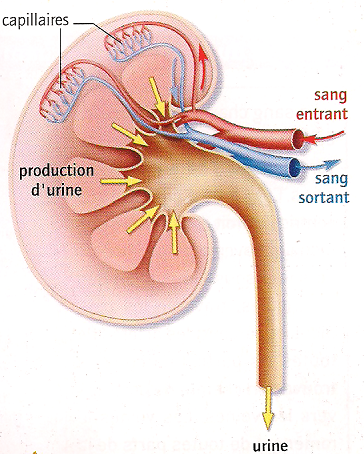 capillaires
sang
entrant
production
d'urine
sang
sortant
urine